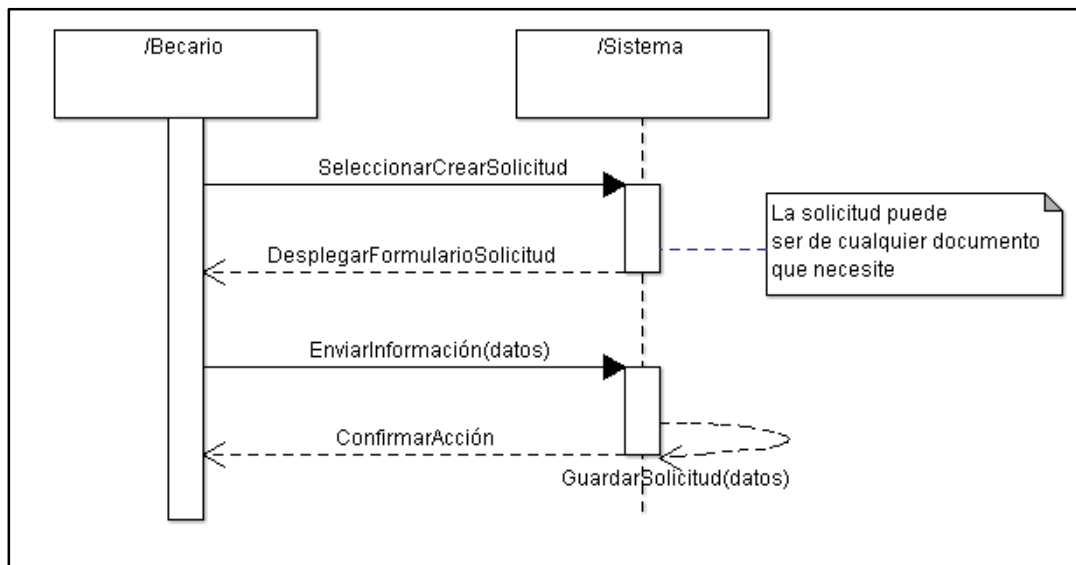 /Becario
/Sistema
SeleccionarCrearSolicitud
La solicitud puede
ser de cualquier documento
que necesite
DesplegarFormularioSolicitud
EnviarInformación(datos)
ConfirmarAcción
GuardarSolicitud(datos)